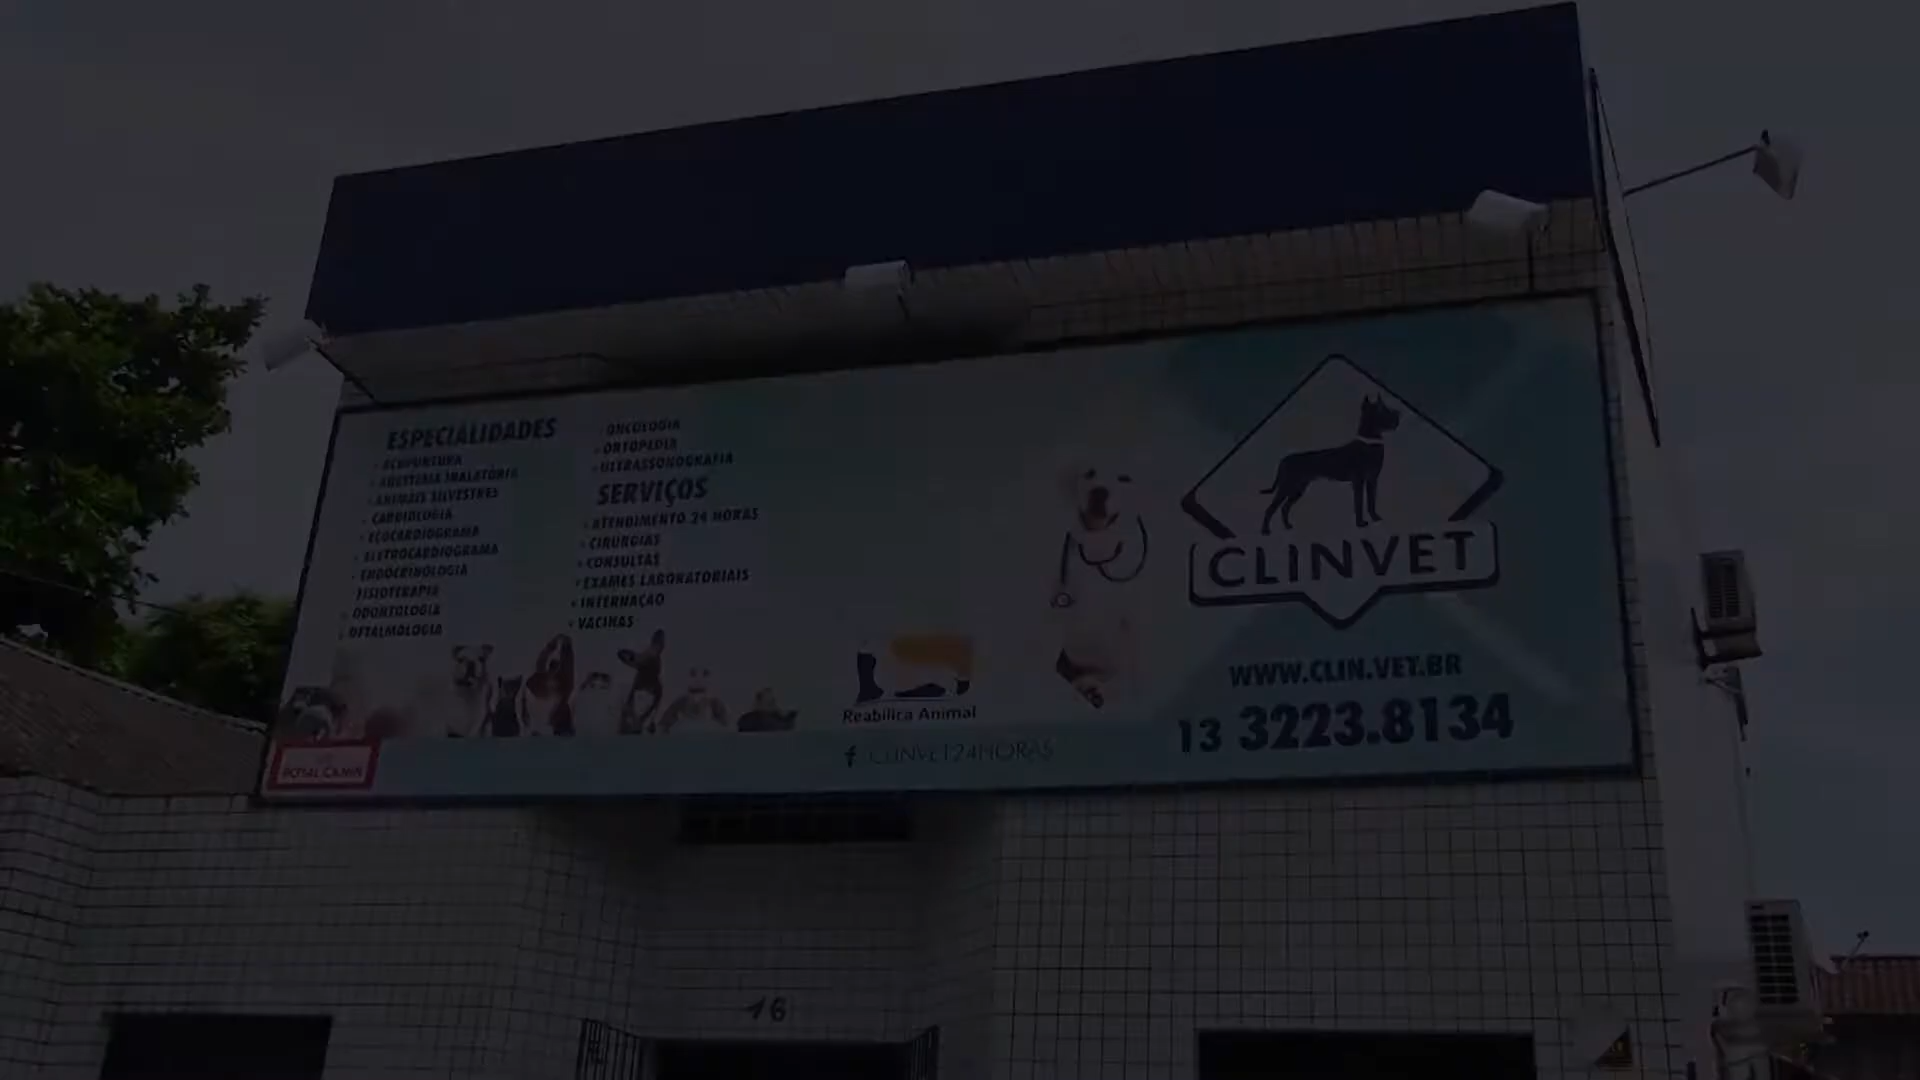 ESPECIALIDADES
- ACUPUNTURA
- ANESTESIA INALATÓRIA
- ANIMAIS SILVESTRES
- CARDIOLOGIA
- ECOCARDIOGRAMA
- ELETROCARDIOGRAMA
- ENDOCRINOLOGIA
FISIOTERAPIA
- ODONTOLOGIA
- OFTALMOLOGIA
- ONCOLOGIA
- ORTOPEDIA
- ULTRASSONOGRAFIA
SERVIÇOS
- ATENDIMENTO 24 HORAS
- CIRURGIAS
- CONSULTAS
- EXAMES LABORATORIAIS
- INTERNAÇÃO
- VACINAS
ROYAL CANIN
Reabilica Animal
f CLINVET24HORAS
CLINVET
WWW.CLIN.VET.BR
13 3223.8134
16